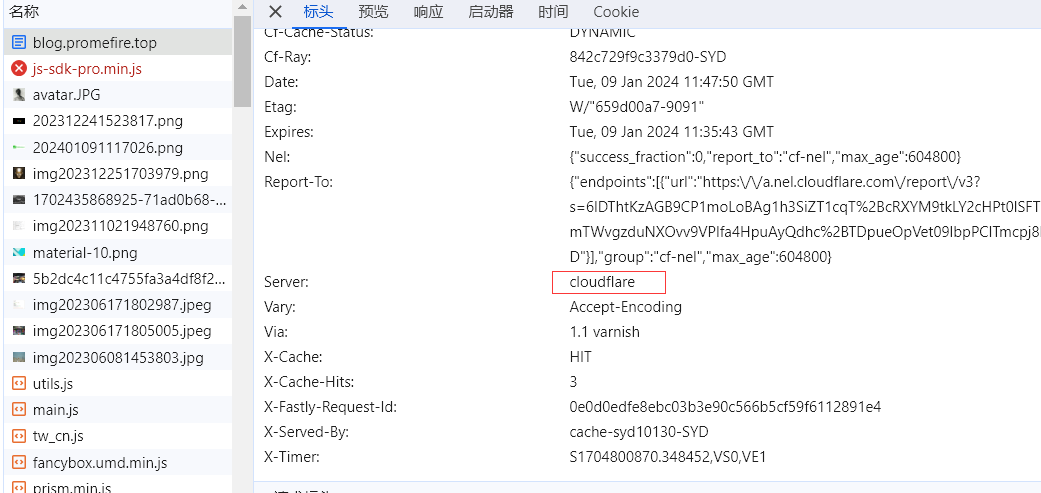 名称
blog.promefire.top
js-sdk-pro.min.js
avatar.JPG
202312241523817.png
202401091117026.png
img202312251703979.png
1702435868925-71ad0b68-...
img202311021948760.png
material-10.png
5b2dc4c11c4755fa3a4df8f2...
img202306171802987.jpeg
img202306171805005.jpeg
img202306081453803.jpg
utils.js
main.js
tw_cn.js
fancybox.umd.min.js
prism.min.js
标头 预览 响应 启动器 时间 Cookie
Cf-Cache-Status: DYNAMIC
Cf-Ray: 842c729f9c3379d0-SYD
Date: Tue, 09 Jan 2024 11:47:50 GMT
Etag: W/"659d00a7-9091"
Expires: Tue, 09 Jan 2024 11:35:43 GMT
Nel: {"success_fraction":0,"report_to":"cf-nel","max_age":604800}
Report-To: {"endpoints":[{"url":"https:\/\/a.nel.cloudflare.com\/report\/v3?
s=6IDThtKzAGB9CP1moLoBAg1h3SiZT1cqT%2BcRXYM9tkLY2cHPt0ISFT
mTWvgzduNXOvv9VPIfa4HpuAyQdhc%2BTDpueOpVet09IbpPCITmcpj8
D"}],"group":"cf-nel","max_age":604800}
Server: cloudflare
Vary: Accept-Encoding
Via: 1.1 varnish
X-Cache: HIT
X-Cache-Hits: 3
X-Fastly-Request-Id: 0e0d0edfe8ebc03b3e90c566b5cf59f6112891e4
X-Served-By: cache-syd10130-SYD
X-Timer: S1704800870.348452,VS0,VE1